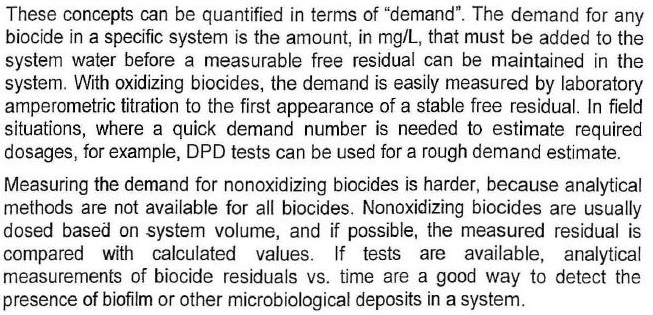 These concepts can be quantified in terms of “demand”. The demand for any
biocide in a specific system is the amount, in mg/L, that must be added to the
system water before a measurable free residual can be maintained in the
system. With oxidizing biocides, the demand is easily measured by laboratory
amperometric titration to the first appearance of a stable free residual. In field
situations, where a quick demand number is needed to estimate required
dosages, for example, DPD tests can be used for a rough demand estimate.
Measuring the demand for nonoxidizing biocides is harder, because analytical
methods are not available for all biocides. Nonoxidizing biocides are usually
dosed based on system volume, and if possible, the measured residual is
compared with calculated values. If tests are available, analytical
measurements of biocide residuals vs. time are a good way to detect the
presence of biofilm or other microbiological deposits in a system.